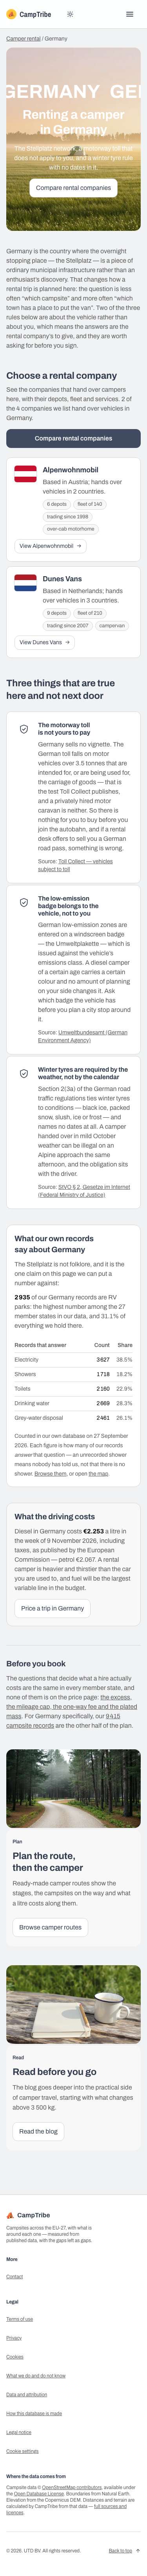 CampTribe
Camper rental / Germany
GERMANY GER
Renting a camper
in Germany
The Stellplatz follows the vehicle home, but that does
not apply to you, and a winter tyre rule
with no dates in it.
Compare rental companies
Germany is the country where the overnight
stopping place — the Stellplatz — is a piece of
municipal infrastructure rather than an
enthusiast's discovery. That changes how a
rental trip works here: the question is less
often "which campsite" and more often "which
town has a place to put the van". Two of the three
rules below are about the vehicle rather than
about you, which means the answers are the
rental company's to give, and they are worth
asking for before you sign.
Choose a rental company
See the companies that hand over campers
here, with their depots, fleet and services. 2 of
the 4 companies we list hand over vehicles in
Germany.
Compare rental companies
Alpenwohnmobil
Based in Austria; hands over
vehicles in 2 countries.
6 depots fleet of 140
trading since 1998
over-cab motorhome
View Alpenwohnmobil →
Dunes Vans
Based in Netherlands; hands
over vehicles in 3 countries.
9 depots fleet of 210
trading since 2007 campervan
View Dunes Vans →
Three things that are true
here and not next door
The motorway toll
is not yours to pay
Germany sells no vignette. The
German toll falls on motor
vehicles over 3.5 tonnes that are
intended for, or are being used for,
the carriage of goods — that is
the test Toll Collect publishes,
and a privately hired motor
caravan is neither. So there is
nothing for you to buy before you
join the autobahn, and if a rental
desk offers to sell you a German
road pass, something is wrong.
Source: Toll Collect — vehicles
subject to toll
The low-emission
badge belongs to the
vehicle, not to you
German low-emission zones are
entered on a windscreen badge
— the Umweltplakette — which is
issued against the vehicle's
emissions class. A diesel camper
of a certain age can be a different
colour and no amount of planning
on your side changes it. Ask
which badge the vehicle has
before you plan a city stop around
it.
Source: Umweltbundesamt (German
Environment Agency)
Winter tyres are required by the
weather, not by the calendar
Section 2(3a) of the German road
traffic regulations ties winter tyres
to conditions — black ice, packed
snow, slush, ice or frost — and
names no dates at all. A camper
handed over in mild October
weather can be illegal on an
Alpine approach the same
afternoon, and the obligation sits
with the driver.
Source: StVO § 2, Gesetze im Internet
(Federal Ministry of Justice)
What our own records
say about Germany
The Stellplatz is not folklore, and it is the
one claim on this page we can put a
number against:
2 935 of our Germany records are RV
parks: the highest number among the 27
member states in our data, and 31.1% of
everything we hold there.
Records that answer Count Share
Electricity 3 627 38.5%
Showers 1 718 18.2%
Toilets 2 160 22.9%
Drinking water 2 669 28.3%
Grey-water disposal 2 461 26.1%
Counted in our own database on 27 September
2026. Each figure is how many of our records
answer that question — an unrecorded shower
means nobody has told us, not that there is no
shower. Browse them, or get the map.
What the driving costs
Diesel in Germany costs €2.253 a litre in
the week of 9 November 2026, including
taxes, as published by the European
Commission — petrol €2.067. A rental
camper is heavier and thirstier than the car
you are used to, and fuel will be the largest
variable line in the budget.
Price a trip in Germany
Before you book
The questions that decide what a hire actually
costs are the same in every member state, and
none of them is on the price page: the excess,
the mileage cap, the one-way fee and the plated
mass. For Germany specifically, our 9 415
campsite records are the other half of the plan.
Plan
Plan the route,
then the camper
Ready-made camper routes show the
stages, the campsites on the way and what
a cycle costs along them.
Browse camper routes
Read
Read before you go
The blog goes deeper into the practical side
of camper travel, starting with what changes
above 3 500 kg.
Read the blog
CampTribe
Campsites across the EU-27, with what is
around each one — measured from
published data, with the gaps left as gaps.
More
Contact
Legal
Terms of use
Privacy
Cookies
What we do and do not know
Data and attribution
How this database is made
Legal notice
Cookie settings
Where the data comes from
Campsite data © OpenStreetMap contributors, available under
the Open Database License. Boundaries from Natural Earth.
Elevation from the Copernicus DEM. Distances and terrain are
calculated by CampTribe from that data — full sources and
licences.
© 2026. UTD BV. All rights reserved. Back to top ↑